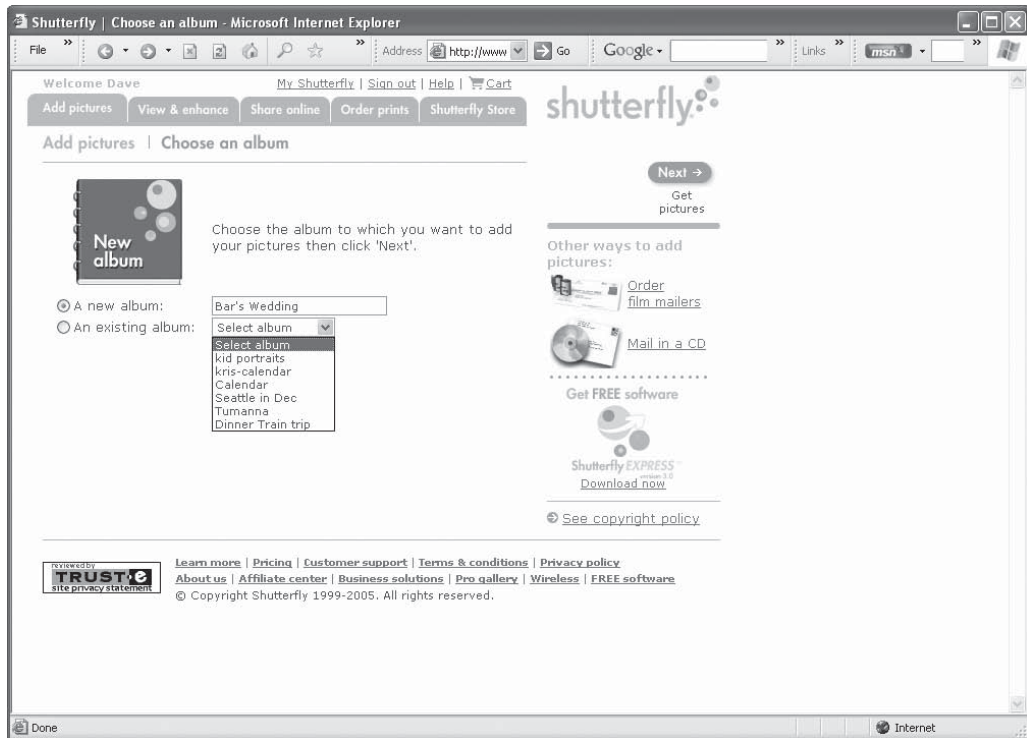 Shutterfly | Choose an album - Microsoft Internet Explorer
File » » Address http://www Go Google » Links » msn »
Welcome Dave My Shutterfly | Sign out | Help | Cart
Add pictures View & enhance Share online Order prints Shutterfly Store
shutterfly.
Add pictures | Choose an album
Next →
Get
pictures
New
album
Choose the album to which you want to add
your pictures then click 'Next'.
A new album: Bar's Wedding
An existing album: Select album
Select album
kid portraits
kris-calendar
Calendar
Seattle in Dec
Tumanna
Dinner Train trip
Other ways to add
pictures:
Order
film mailers
Mail in a CD
Get FREE software
Shutterfly EXPRESS
version 3.0
Download now
See copyright policy
reviewed by
TRUSTe
site privacy statement
Learn more | Pricing | Customer support | Terms & conditions | Privacy policy
About us | Affiliate center | Business solutions | Pro gallery | Wireless | FREE software
© Copyright Shutterfly 1999-2005. All rights reserved.
Done Internet